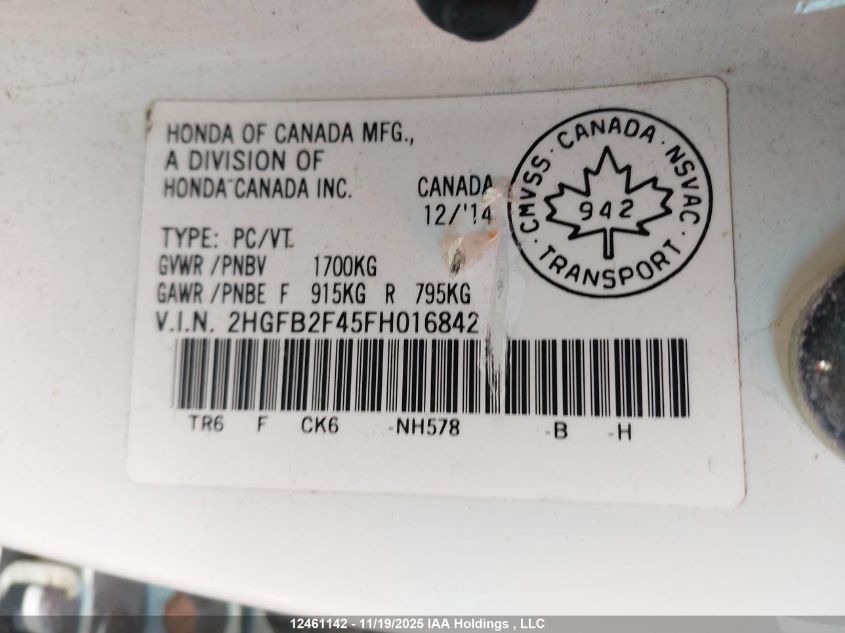 HONDA OF CANADA MFG.,
A DIVISION OF
HONDA CANADA INC.
CANADA
12/'14
TYPE: PC/VT.
GVWR /PNBV 1700KG
GAWR /PNBE F 915KG R 795KG
V.I.N. 2HGFB2F45FH016842
TR6 F CK6 -NH578 -B -H
CMVSS · CANADA · NSVAC · TRANSPORT ·
942
12461142 - 11/19/2025 IAA Holdings , LLC